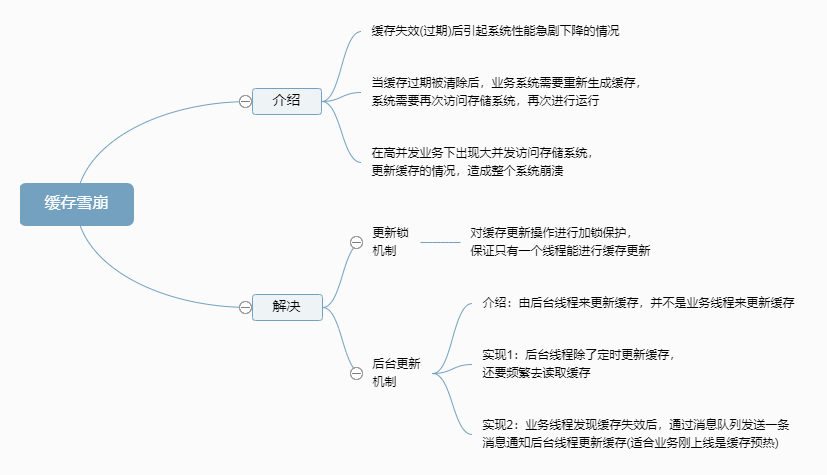 缓存雪崩
介绍
缓存失效(过期)后引起系统性能急剧下降的情况
当缓存过期被清除后，业务系统需要重新生成缓存，
系统需要再次访问存储系统，再次进行运行
在高并发业务下出现大并发访问存储系统，
更新缓存的情况，造成整个系统崩溃
解决
更新锁
机制
对缓存更新操作进行加锁保护，
保证只有一个线程能进行缓存更新
后台更新
机制
介绍：由后台线程来更新缓存，并不是业务线程来更新缓存
实现1：后台线程除了定时更新缓存，
还要频繁去读取缓存
实现2：业务线程发现缓存失效后，通过消息队列发送一条
消息通知后台线程更新缓存(适合业务刚上线是缓存预热)